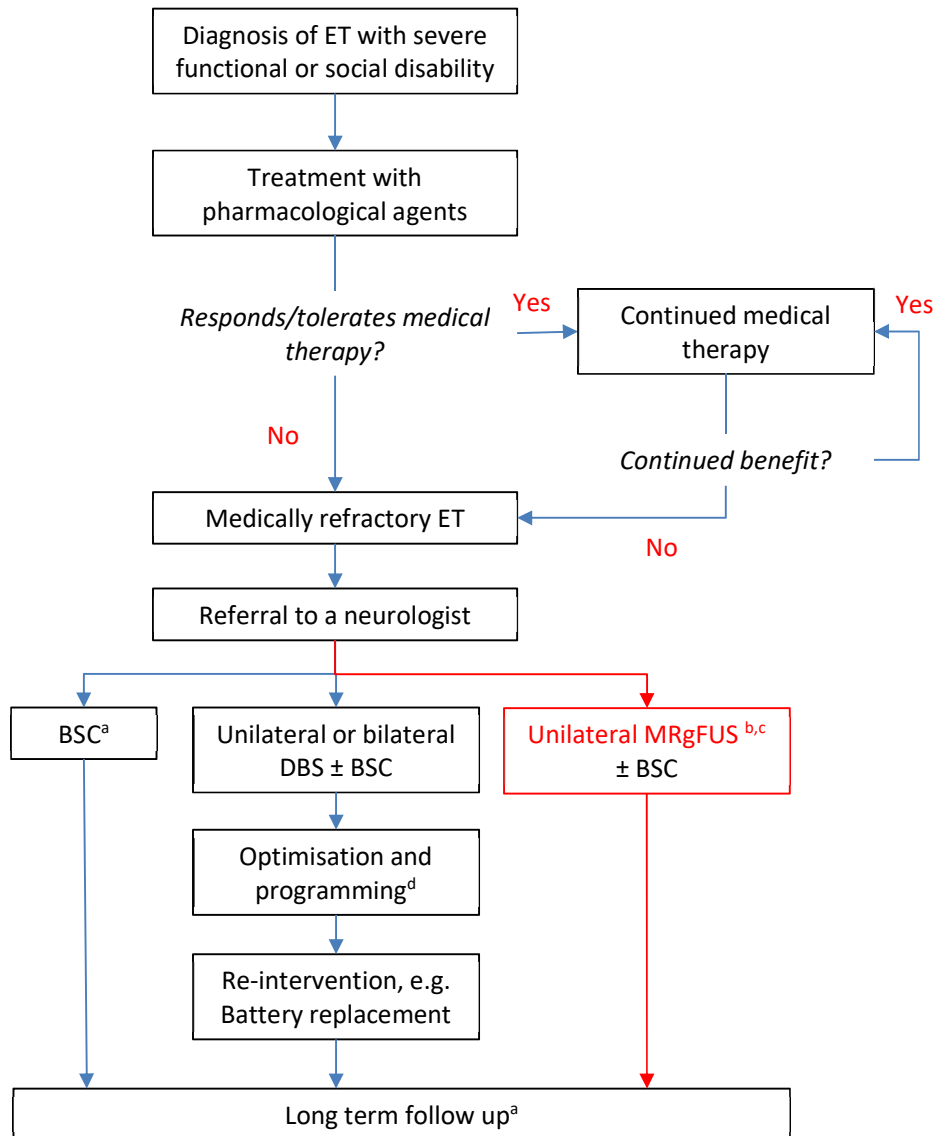 Diagnosis of ET with severe
functional or social disability
Treatment with
pharmacological agents
Responds/tolerates medical
therapy?
Yes
Continued medical
therapy
Yes
No
Continued benefit?
Medically refractory ET
No
Referral to a neurologist
BSCᵃ
Unilateral or bilateral
DBS ± BSC
Unilateral MRgFUS ᵇ,ᶜ
± BSC
Optimisation and
programmingᵈ
Re-intervention, e.g.
Battery replacement
Long term follow upᵃ